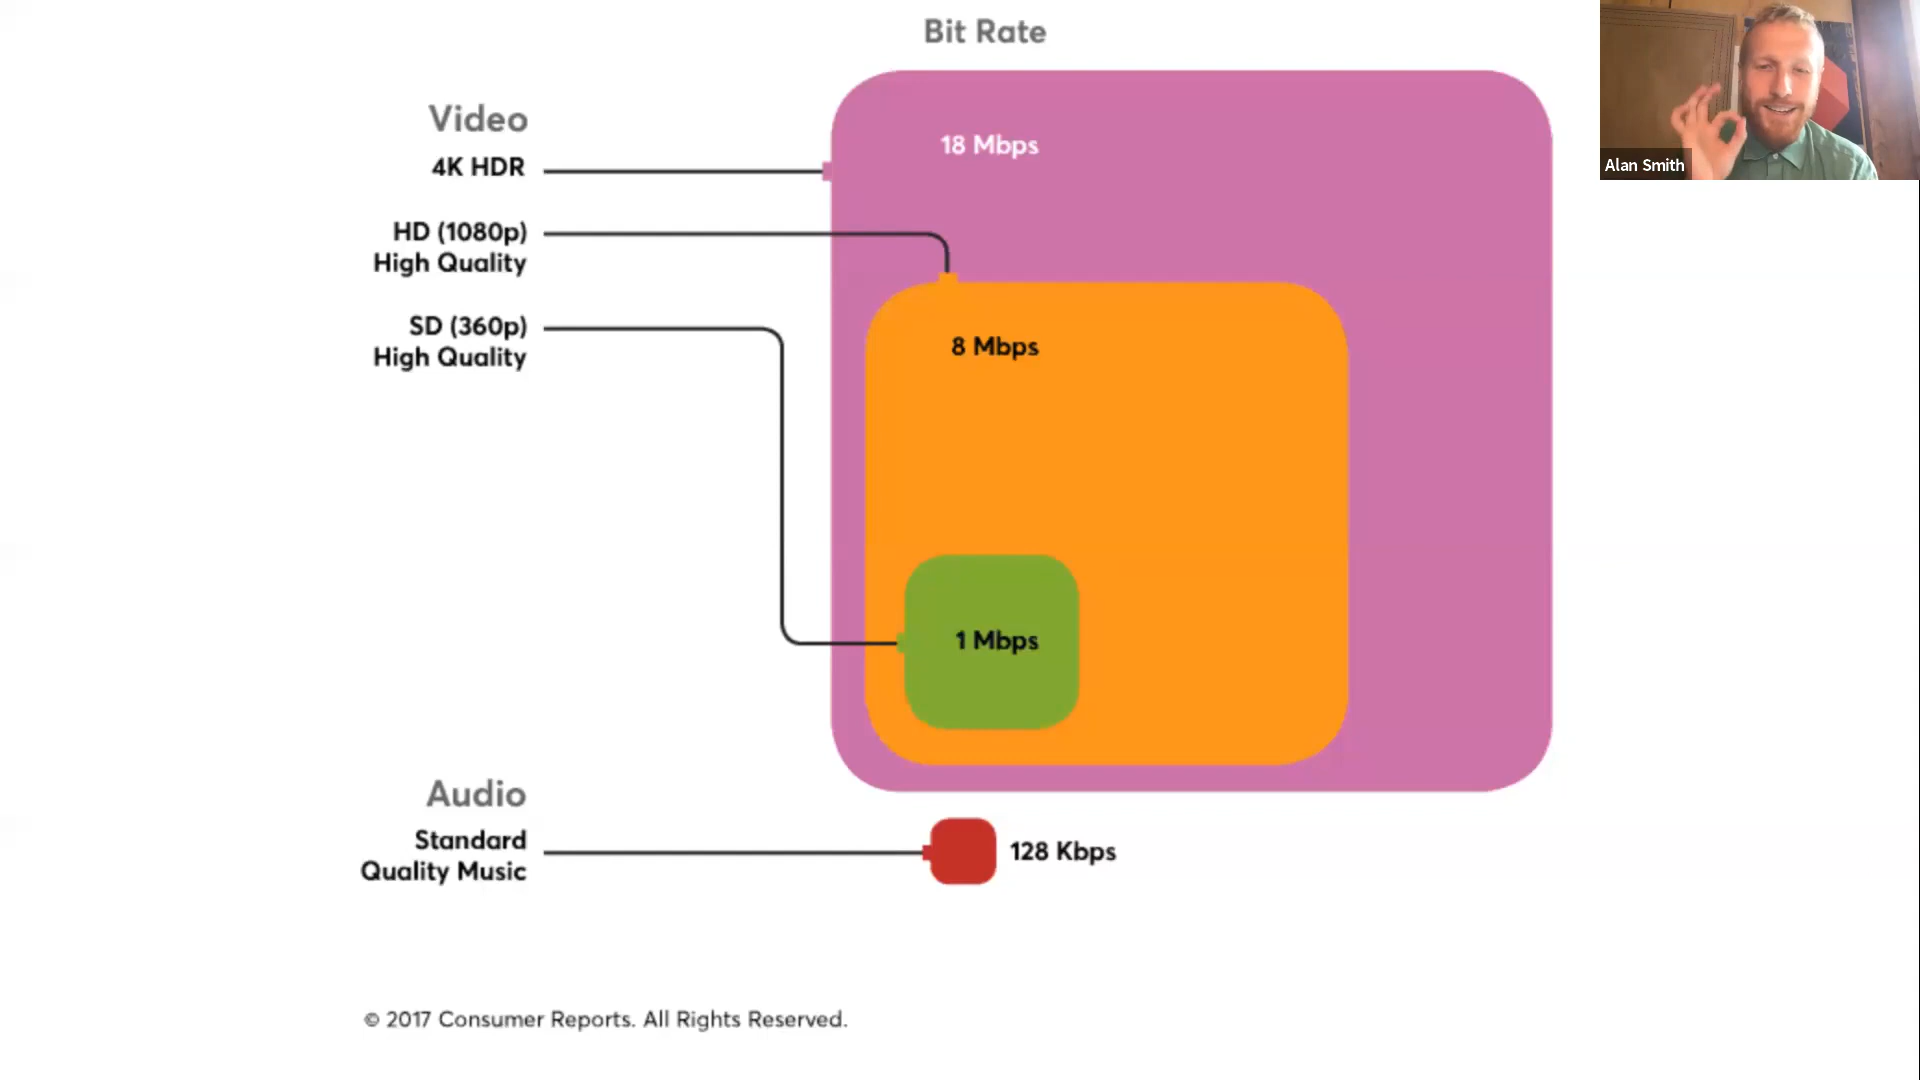 Bit Rate
Video
4K HDR
18 Mbps
HD (1080p)
High Quality
SD (360p)
High Quality
8 Mbps
1 Mbps
Audio
Standard
Quality Music
128 Kbps
© 2017 Consumer Reports. All Rights Reserved.
Alan Smith